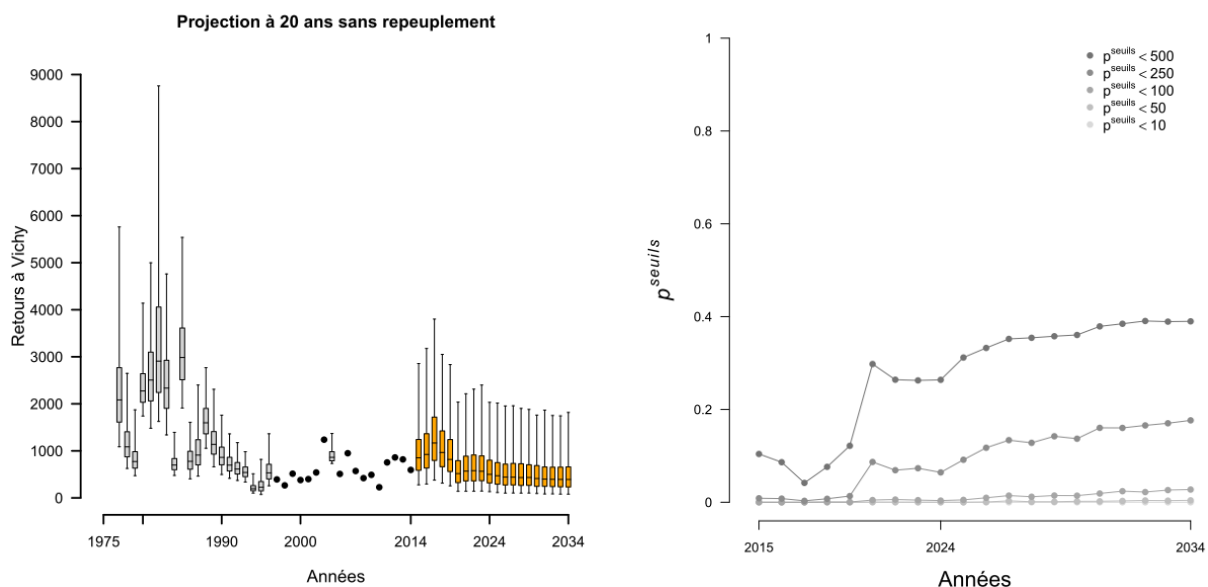 Projection à 20 ans sans repeuplement
Retours à Vichy
9000
8000
7000
6000
5000
4000
3000
2000
1000
0
1975
1990
2000
2014
2024
2034
Années
p^seuils
1
0.8
0.6
0.4
0.2
0
p^seuils < 500
p^seuils < 250
p^seuils < 100
p^seuils < 50
p^seuils < 10
2015
2024
2034
Années